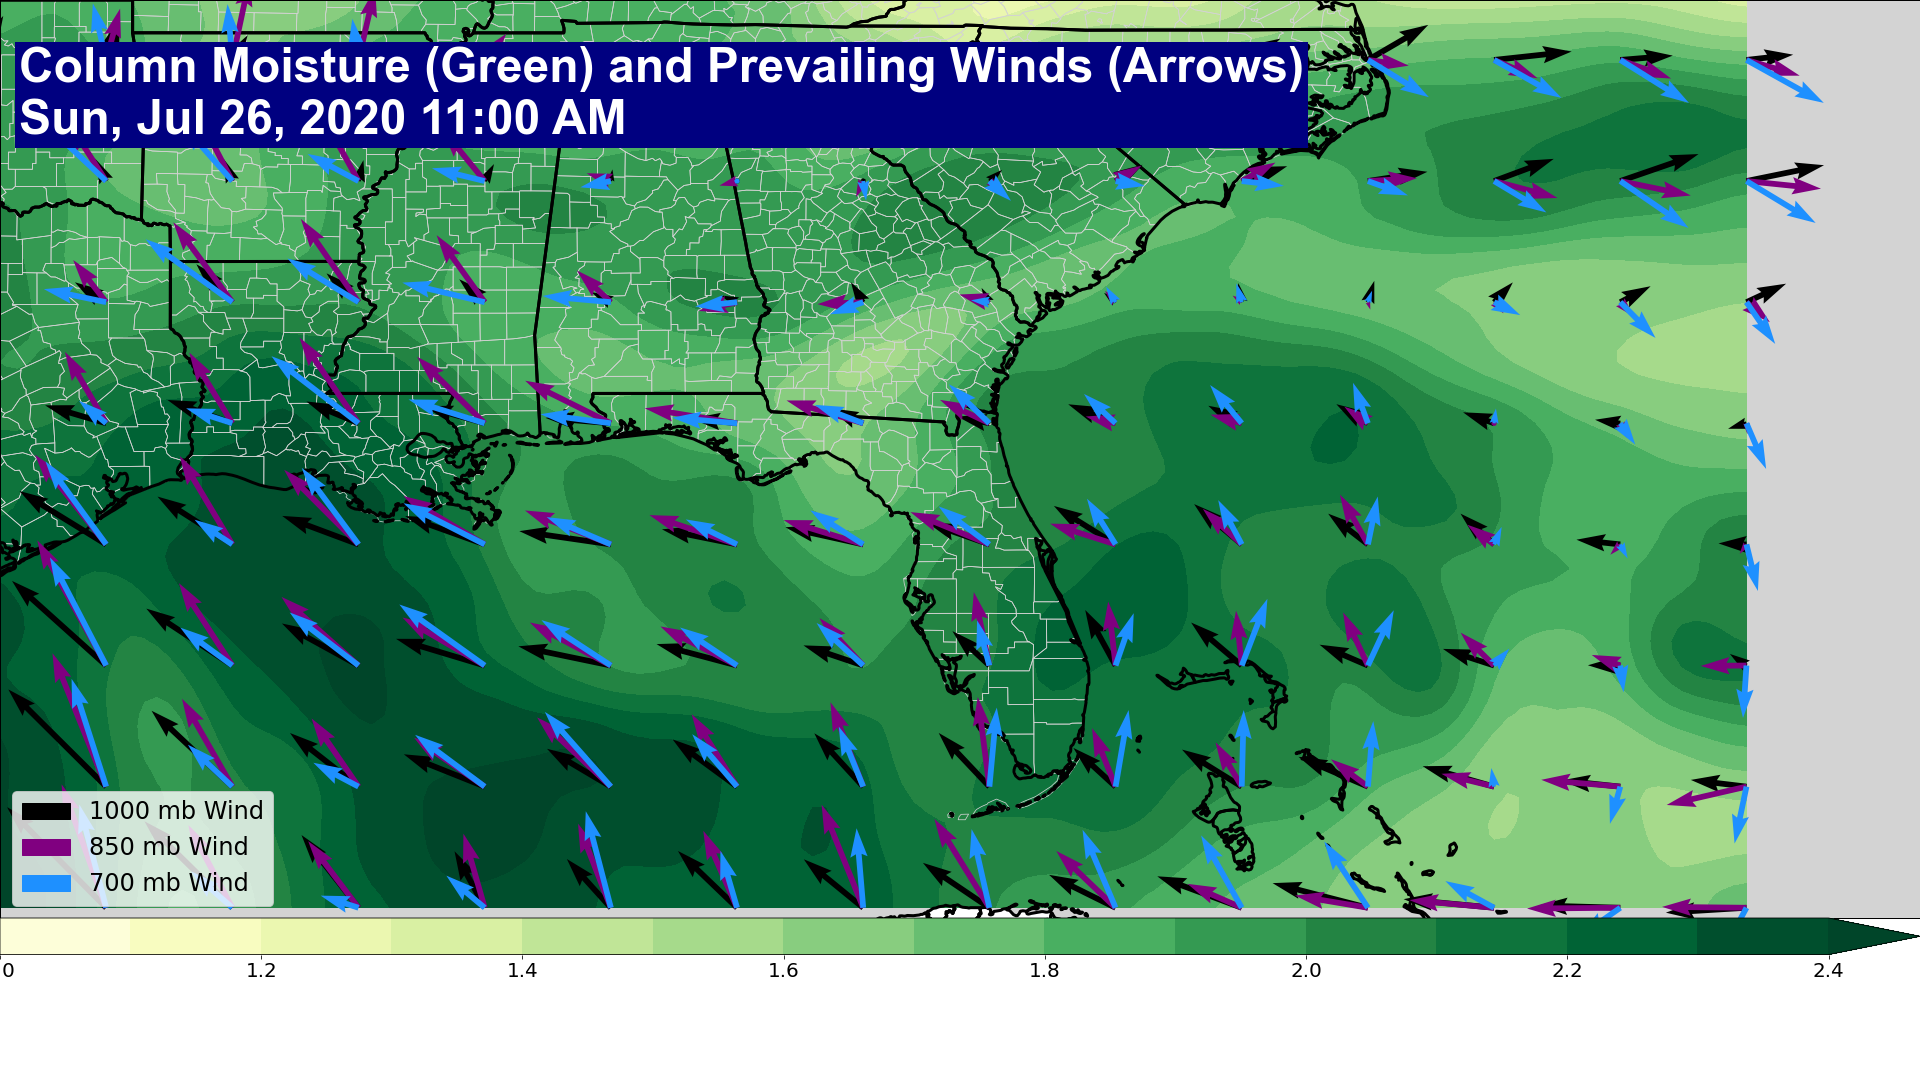 Column Moisture (Green) and Prevailing Winds (Arrows)
Sun, Jul 26, 2020 11:00 AM
1000 mb Wind
850 mb Wind
700 mb Wind
0 1.2 1.4 1.6 1.8 2.0 2.2 2.4